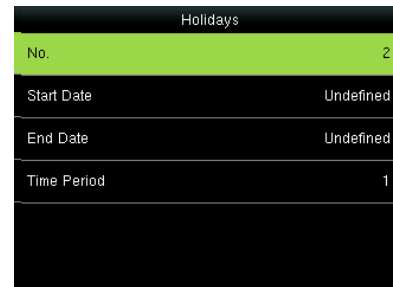 Holidays
No. 2
Start Date Undefined
End Date Undefined
Time Period 1